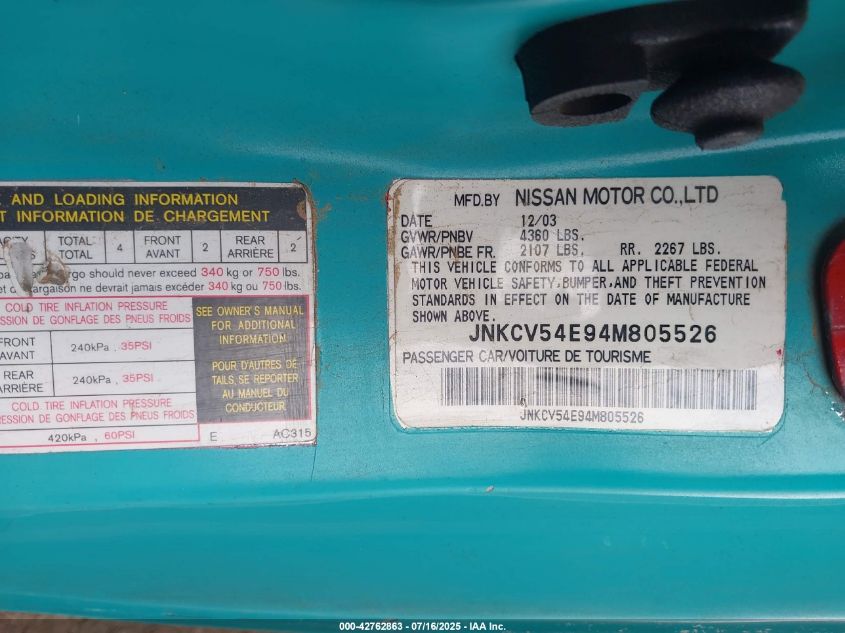 E AND LOADING INFORMATION
T INFORMATION DE CHARGEMENT
TOTAL TOTAL 4 FRONT AVANT 2 REAR ARRIÈRE 2
rgo should never exceed 340 kg or 750 lbs.
argaison ne devrait jamais excéder 340 kg ou 750 lbs.
COLD TIRE INFLATION PRESSURE
ESSION DE GONFLAGE DES PNEUS FROIDS
FRONT AVANT 240kPa , 35PSI
REAR ARRIÈRE 240kPa , 35PSI
COLD TIRE INFLATION PRESSURE
RESSION DE GONFLAGE DES PNEUS FROIDS
420kPa , 60PSI
SEE OWNER'S MANUAL
FOR ADDITIONAL
INFORMATION
POUR D'AUTRES DE
TAILS, SE REPORTER
AU MANUEL DU
CONDUCTEUR
E AC315
MFD.BY NISSAN MOTOR CO.,LTD
DATE 12/03
GVWR/PNBV 4360 LBS.
GAWR/PNBE FR. 2107 LBS. RR. 2267 LBS.
THIS VEHICLE CONFORMS TO ALL APPLICABLE FEDERAL
MOTOR VEHICLE SAFETY,BUMPER,AND THEFT PREVENTION
STANDARDS IN EFFECT ON THE DATE OF MANUFACTURE
SHOWN ABOVE.
JNKCV54E94M805526
PASSENGER CAR/VOITURE DE TOURISME
JNKCV54E94M805526
000-42762863 - 07/16/2025 - IAA Inc.